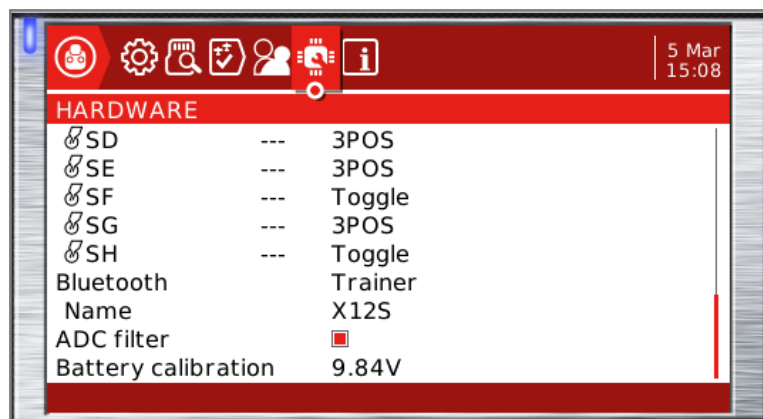 5 Mar
15:08
HARDWARE
SD --- 3POS
SE --- 3POS
SF --- Toggle
SG --- 3POS
SH --- Toggle
Bluetooth Trainer
Name X12S
ADC filter
Battery calibration 9.84V